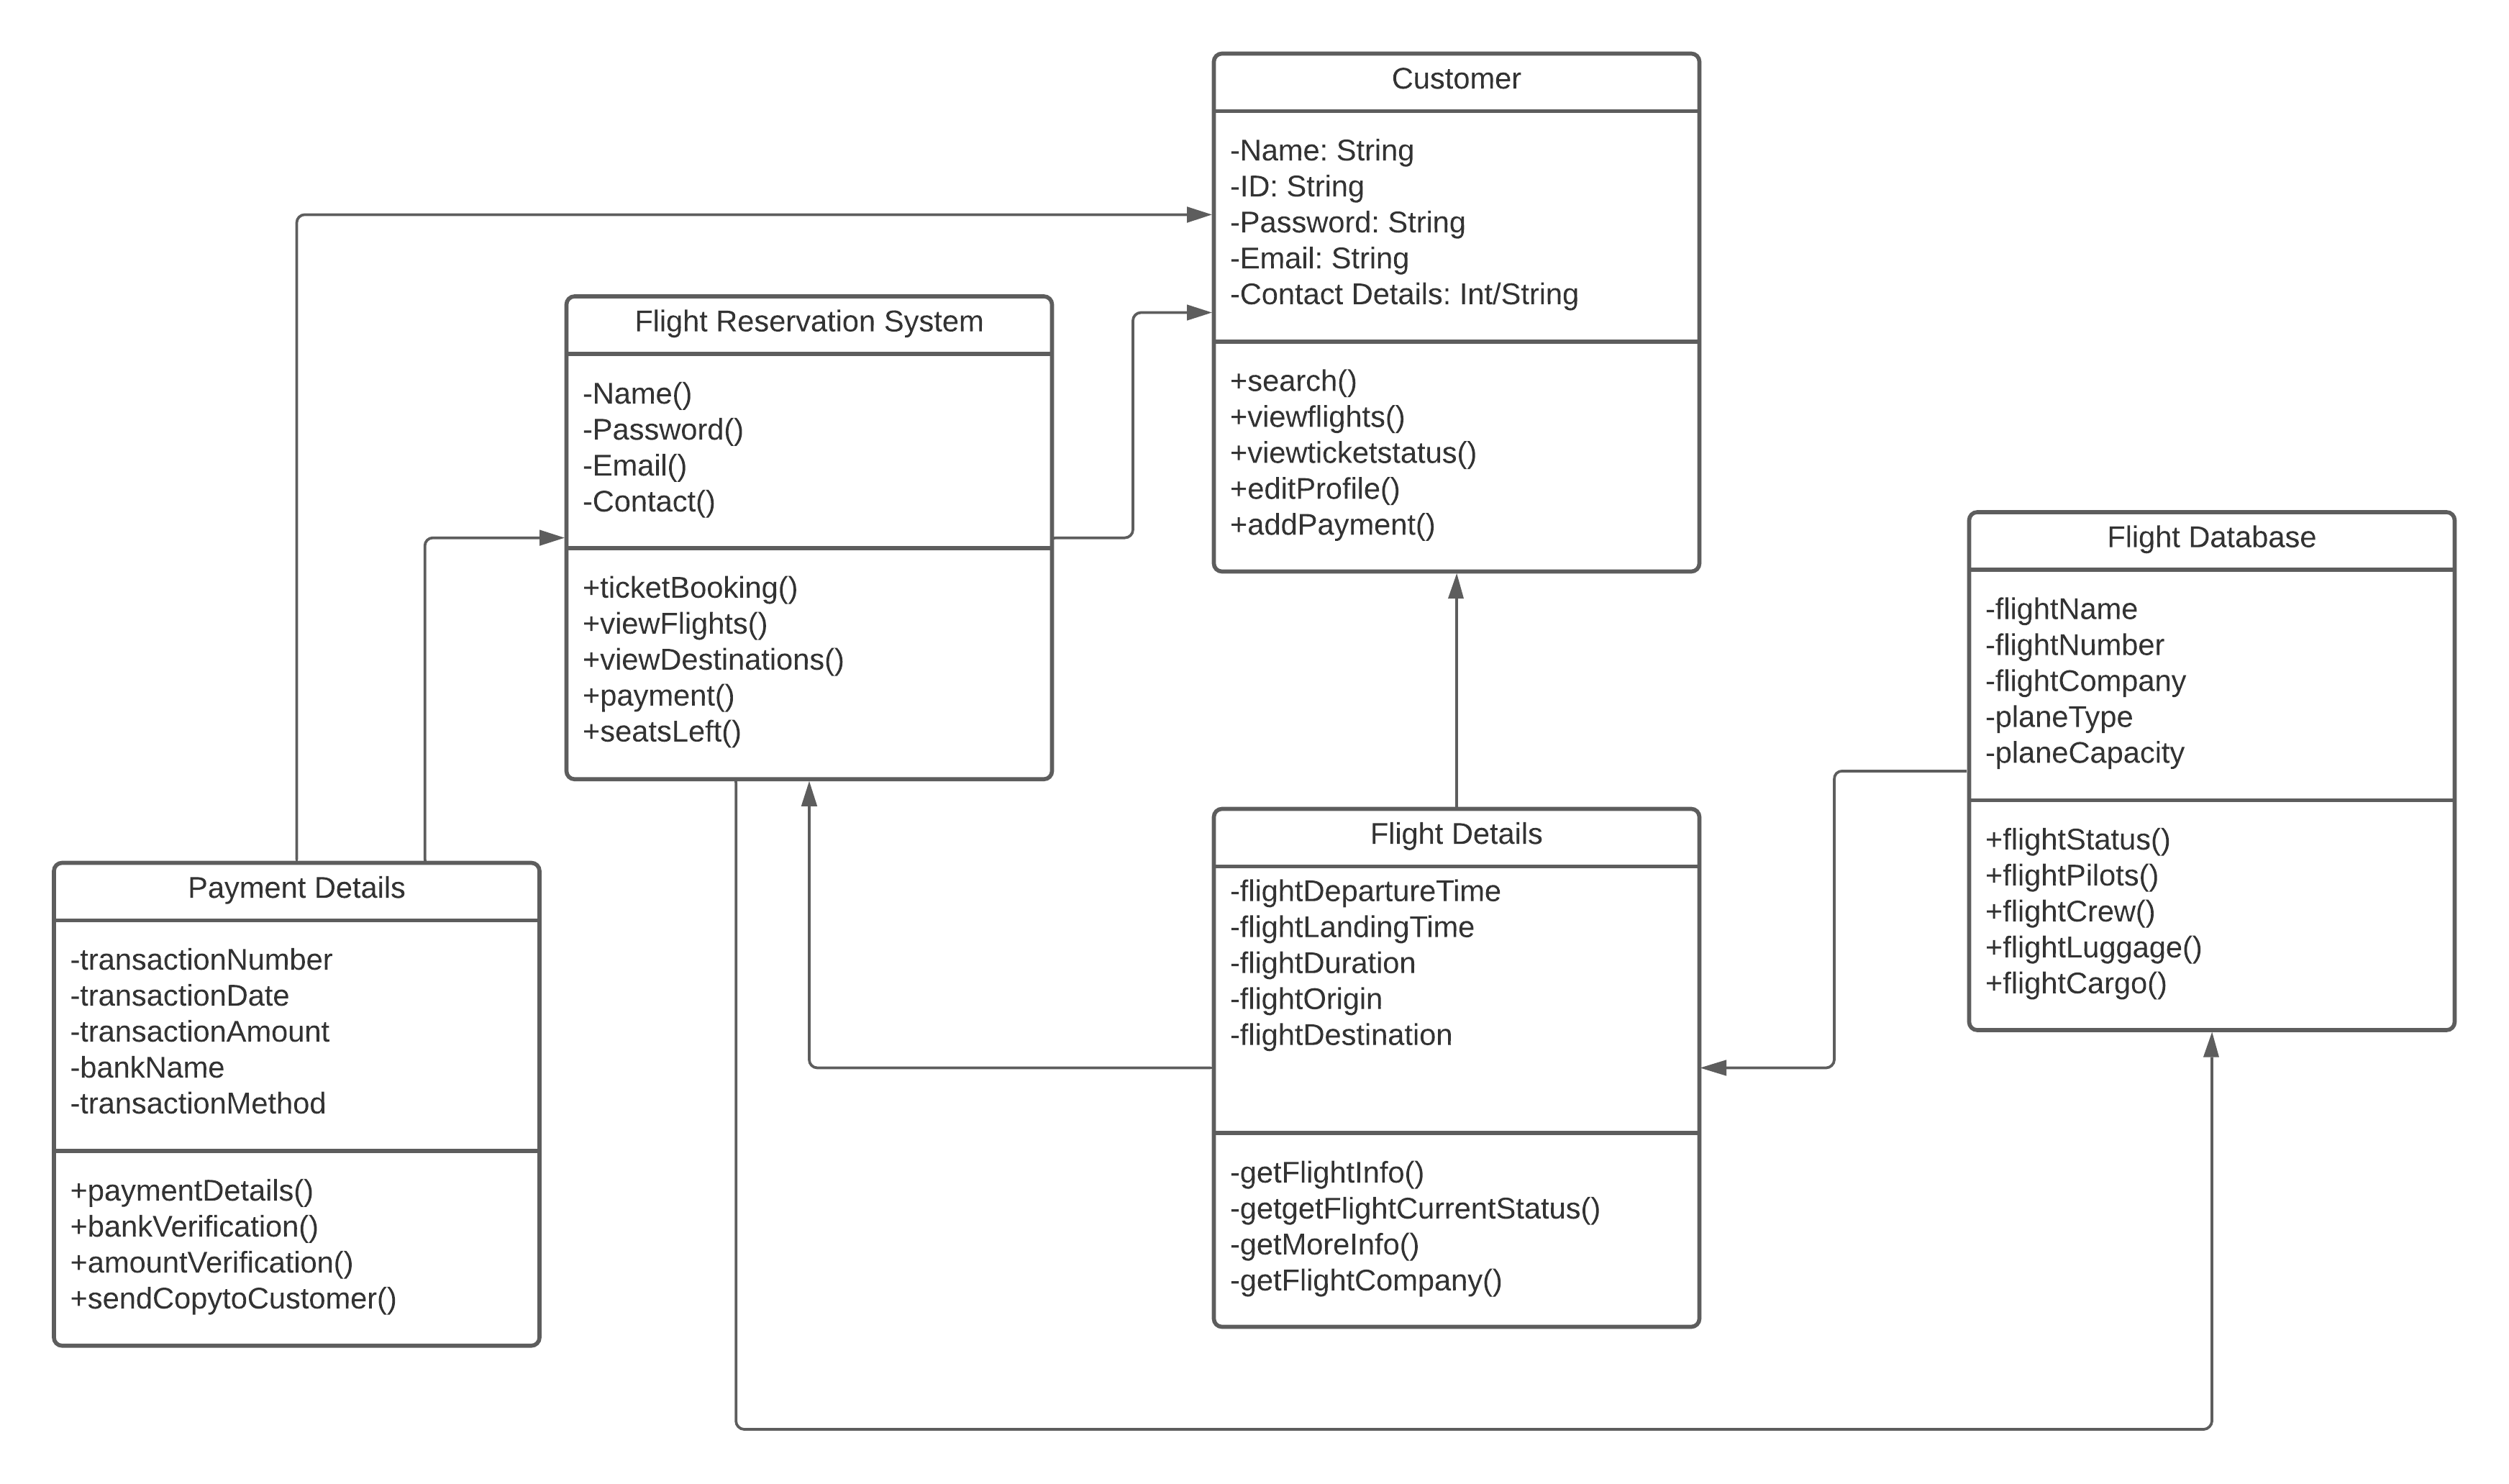 Customer
-Name: String
-ID: String
-Password: String
-Email: String
-Contact Details: Int/String
+search()
+viewflights()
+viewticketstatus()
+editProfile()
+addPayment()
Flight Reservation System
-Name()
-Password()
-Email()
-Contact()
+ticketBooking()
+viewFlights()
+viewDestinations()
+payment()
+seatsLeft()
Flight Database
-flightName
-flightNumber
-flightCompany
-planeType
-planeCapacity
+flightStatus()
+flightPilots()
+flightCrew()
+flightLuggage()
+flightCargo()
Payment Details
-transactionNumber
-transactionDate
-transactionAmount
-bankName
-transactionMethod
+paymentDetails()
+bankVerification()
+amountVerification()
+sendCopytoCustomer()
Flight Details
-flightDepartureTime
-flightLandingTime
-flightDuration
-flightOrigin
-flightDestination
-getFlightInfo()
-getgetFlightCurrentStatus()
-getMoreInfo()
-getFlightCompany()